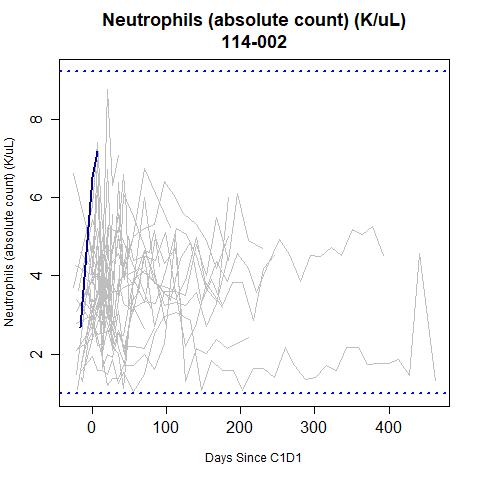 Neutrophils (absolute count) (K/uL)
114-002
Neutrophils (absolute count) (K/uL)
8
6
4
2
0 100 200 300 400
Days Since C1D1